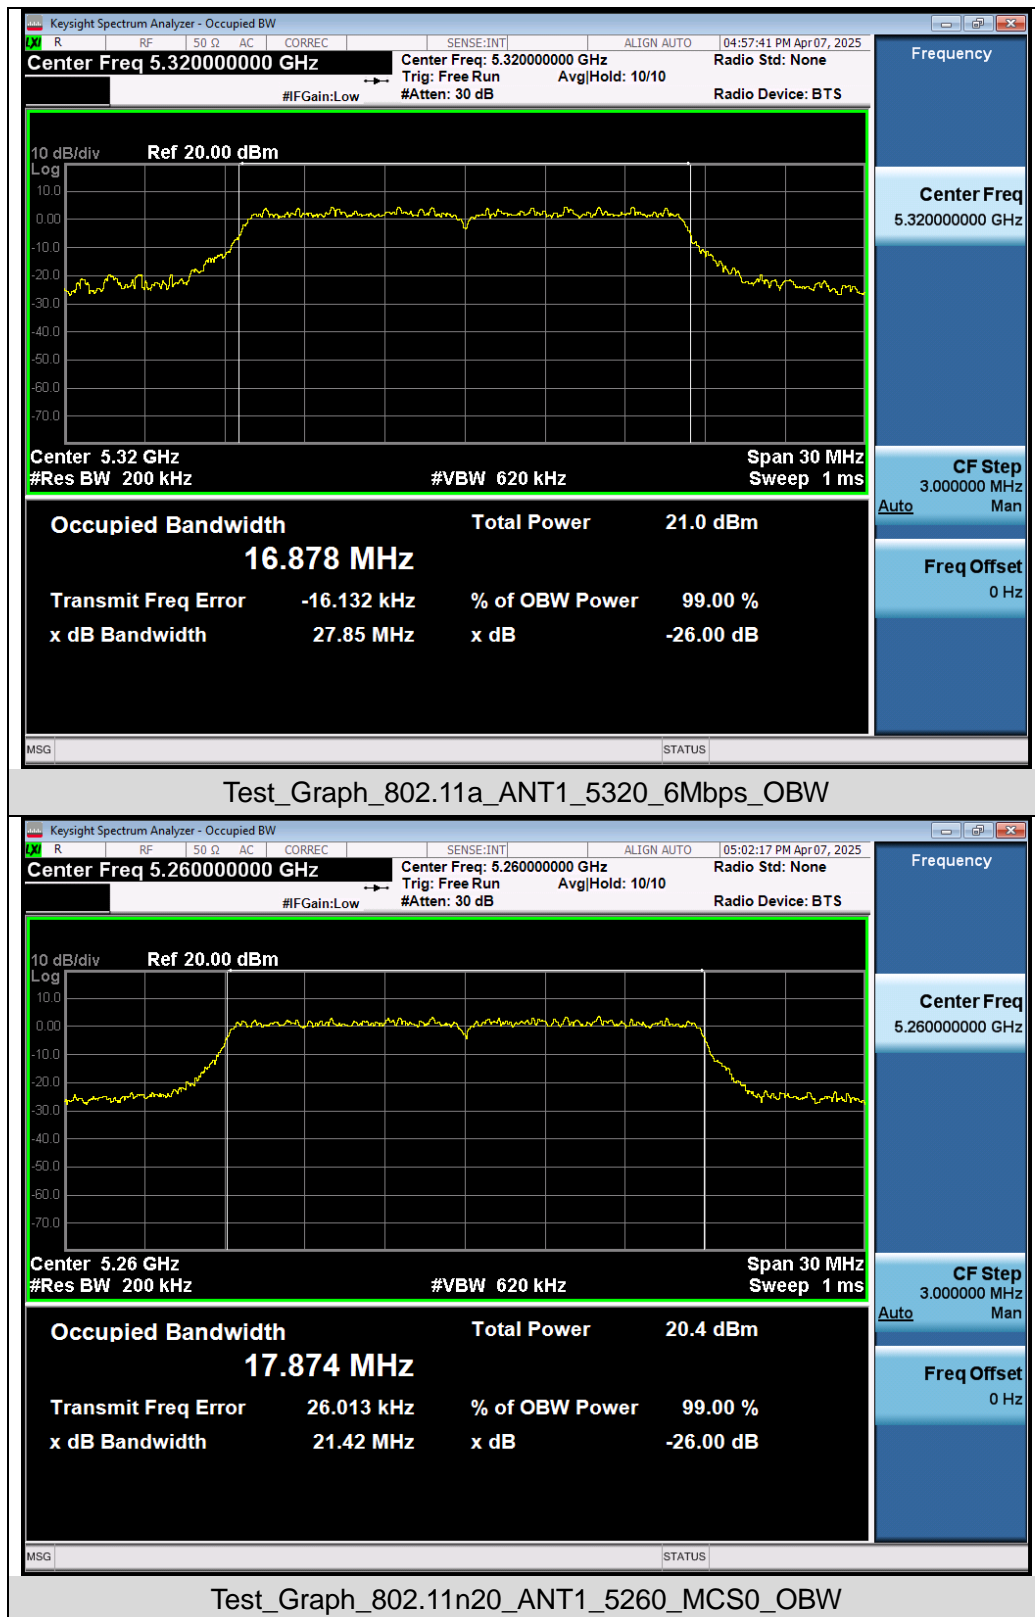 Keysight Spectrum Analyzer - Occupied BW
LXI R RF 50 Ω AC CORREC SENSE:INT ALIGN AUTO 04:57:41 PM Apr 07, 2025
Center Freq 5.320000000 GHz Center Freq: 5.320000000 GHz Radio Std: None
Trig: Free Run Avg|Hold: 10/10
#IFGain:Low #Atten: 30 dB Radio Device: BTS
Frequency
10 dB/div Ref 20.00 dBm
Log
10.0
0.00
-10.0
-20.0
-30.0
-40.0
-50.0
-60.0
-70.0
Center Freq
5.320000000 GHz
Center 5.32 GHz Span 30 MHz
#Res BW 200 kHz #VBW 620 kHz Sweep 1 ms
CF Step
3.000000 MHz
Auto Man
Freq Offset
0 Hz
Occupied Bandwidth Total Power 21.0 dBm
16.878 MHz
Transmit Freq Error -16.132 kHz % of OBW Power 99.00 %
x dB Bandwidth 27.85 MHz x dB -26.00 dB
MSG STATUS
Test_Graph_802.11a_ANT1_5320_6Mbps_OBW
Keysight Spectrum Analyzer - Occupied BW
LXI R RF 50 Ω AC CORREC SENSE:INT ALIGN AUTO 05:02:17 PM Apr 07, 2025
Center Freq 5.260000000 GHz Center Freq: 5.260000000 GHz Radio Std: None
Trig: Free Run Avg|Hold: 10/10
#IFGain:Low #Atten: 30 dB Radio Device: BTS
Frequency
10 dB/div Ref 20.00 dBm
Log
10.0
0.00
-10.0
-20.0
-30.0
-40.0
-50.0
-60.0
-70.0
Center Freq
5.260000000 GHz
Center 5.26 GHz Span 30 MHz
#Res BW 200 kHz #VBW 620 kHz Sweep 1 ms
CF Step
3.000000 MHz
Auto Man
Freq Offset
0 Hz
Occupied Bandwidth Total Power 20.4 dBm
17.874 MHz
Transmit Freq Error 26.013 kHz % of OBW Power 99.00 %
x dB Bandwidth 21.42 MHz x dB -26.00 dB
MSG STATUS
Test_Graph_802.11n20_ANT1_5260_MCS0_OBW